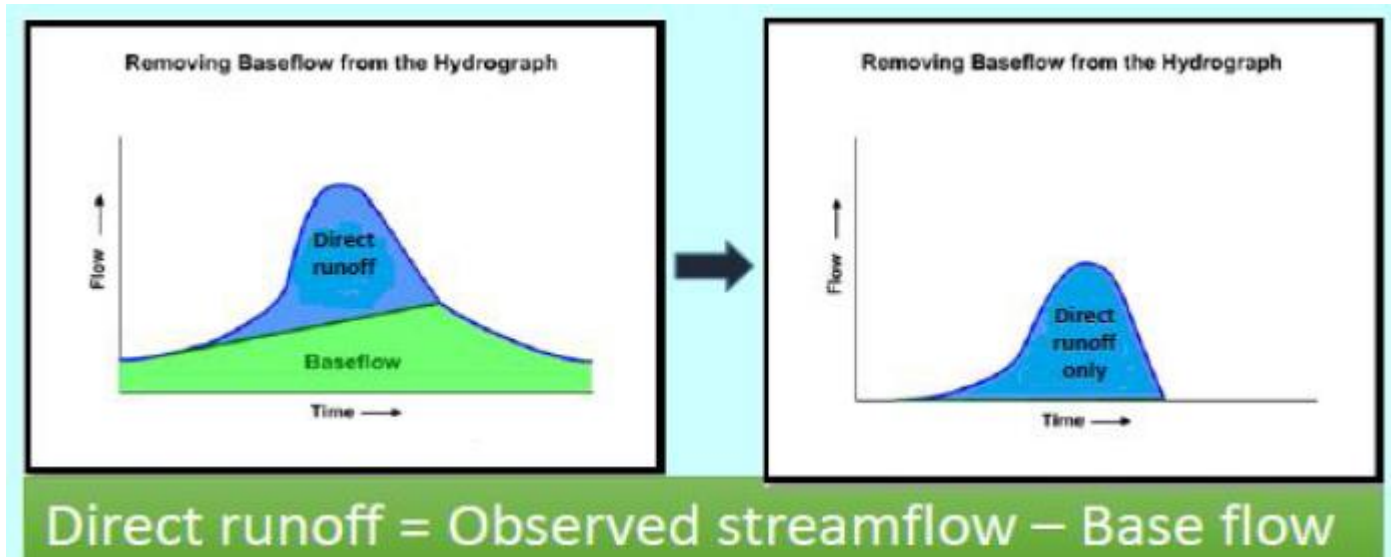 Removing Baseflow from the Hydrograph
Flow
Direct
runoff
Baseflow
Time
Removing Baseflow from the Hydrograph
Flow
Direct
runoff
only
Time
Direct runoff = Observed streamflow – Base flow